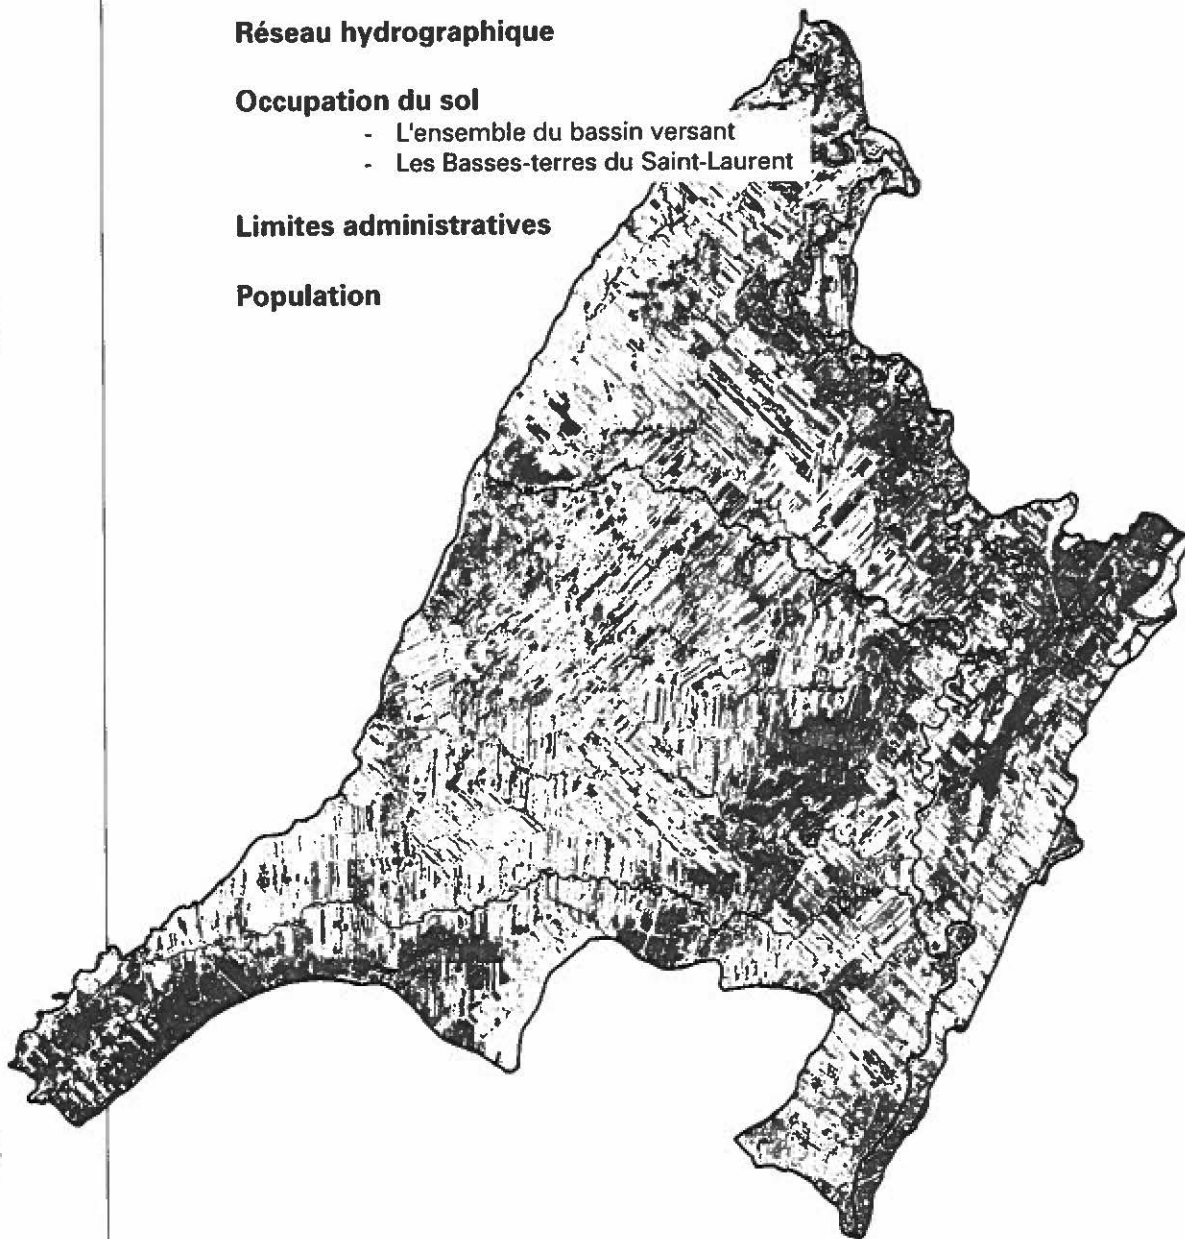 Réseau hydrographique
Occupation du sol
- L'ensemble du bassin versant
- Les Basses-terres du Saint-Laurent
Limites administratives
Population